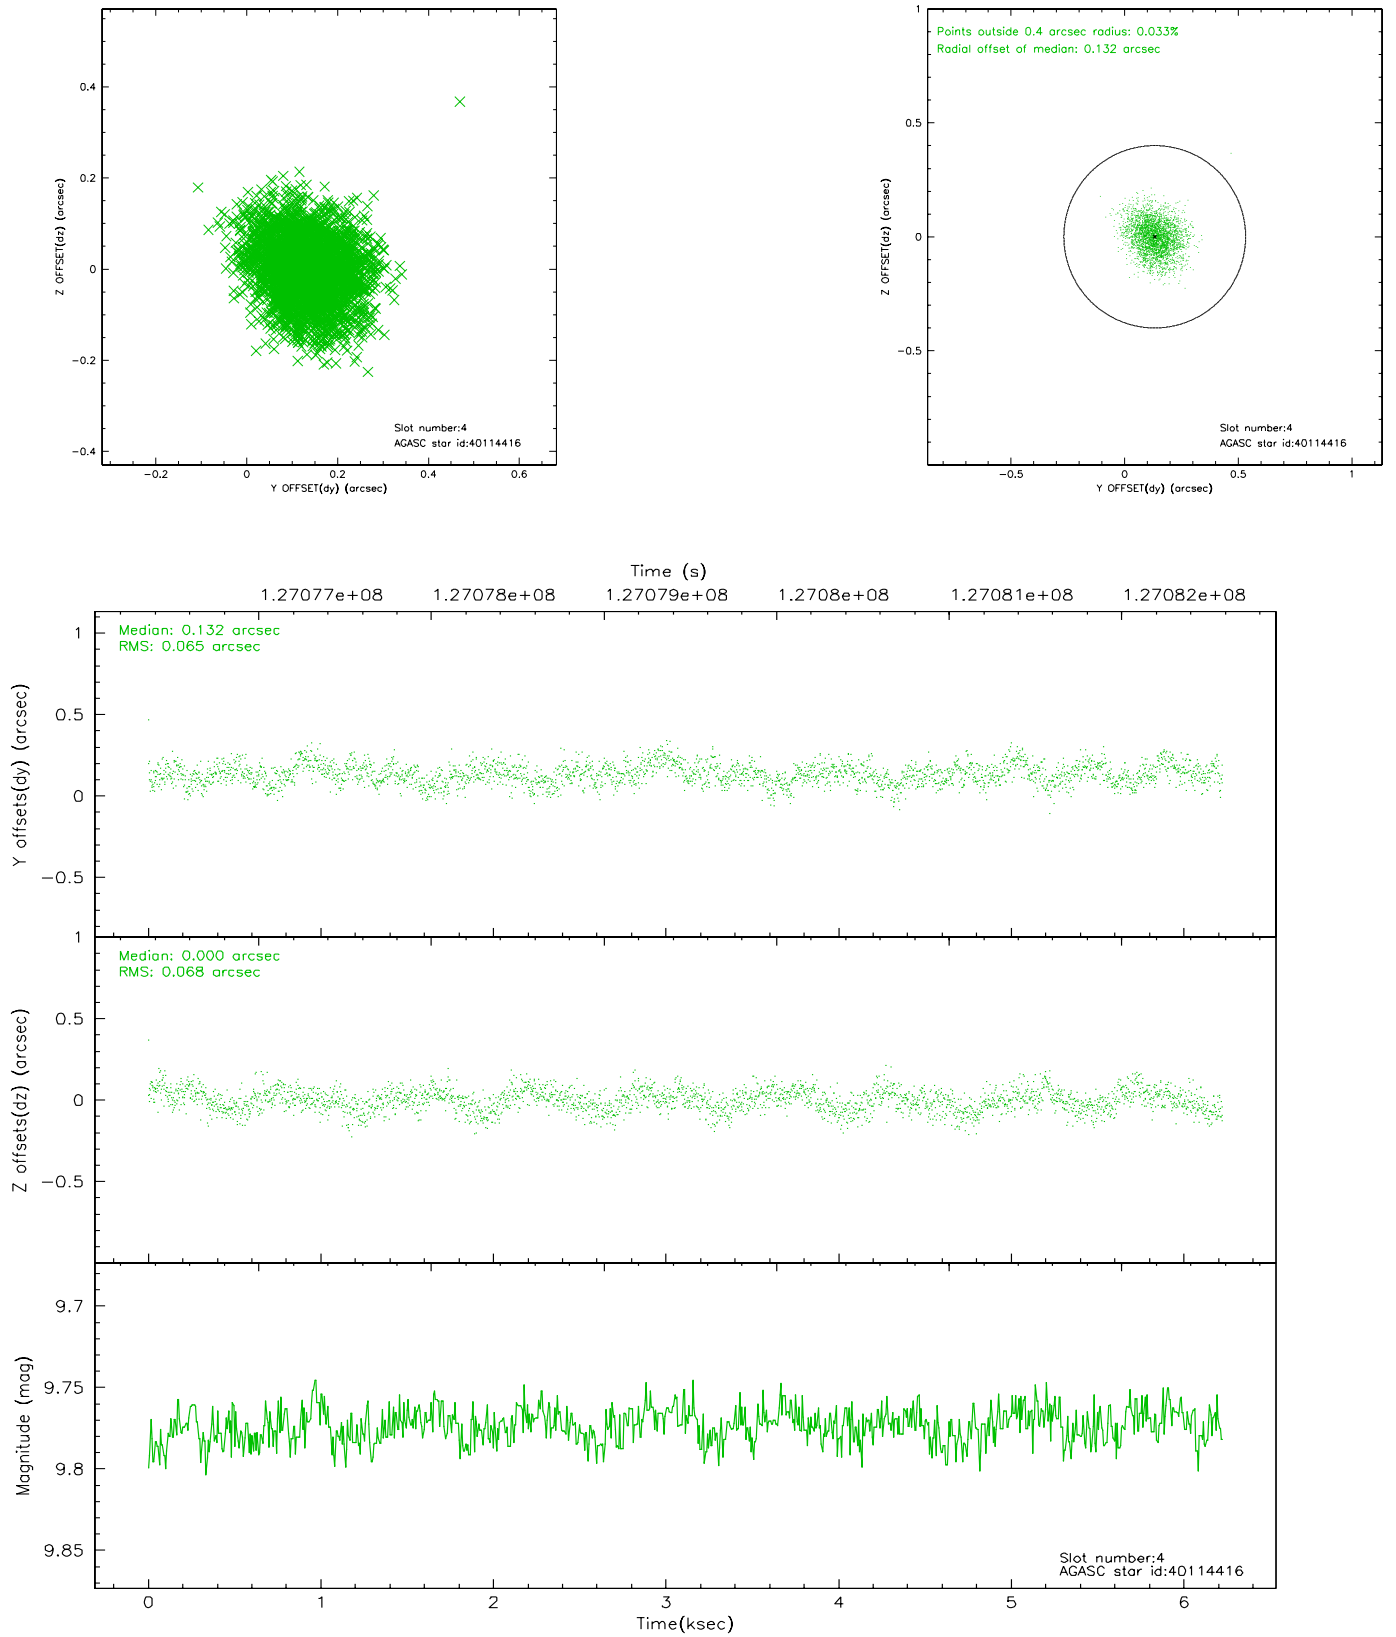 0.4
0.2
0
−0.2
−0.4
Z OFFSET(dz) (arcsec)
−0.2
0
0.2
0.4
0.6
Y OFFSET(dy) (arcsec)
Slot number:4
AGASC star id:40114416
Points outside 0.4 arcsec radius: 0.033%
Radial offset of median: 0.132 arcsec
1
0.5
0
−0.5
Z OFFSET(dz) (arcsec)
−0.5
0
0.5
1
Y OFFSET(dy) (arcsec)
Slot number:4
AGASC star id:40114416
Time (s)
1.27077e+08
1.27078e+08
1.27079e+08
1.2708e+08
1.27081e+08
1.27082e+08
Median: 0.132 arcsec
RMS: 0.065 arcsec
1
0.5
0
−0.5
Y offsets(dy) (arcsec)
Median: 0.000 arcsec
RMS: 0.068 arcsec
1
0.5
0
−0.5
Z offsets(dz) (arcsec)
9.7
9.75
9.8
9.85
Magnitude (mag)
Slot number:4
AGASC star id:40114416
0
1
2
3
4
5
6
Time(ksec)